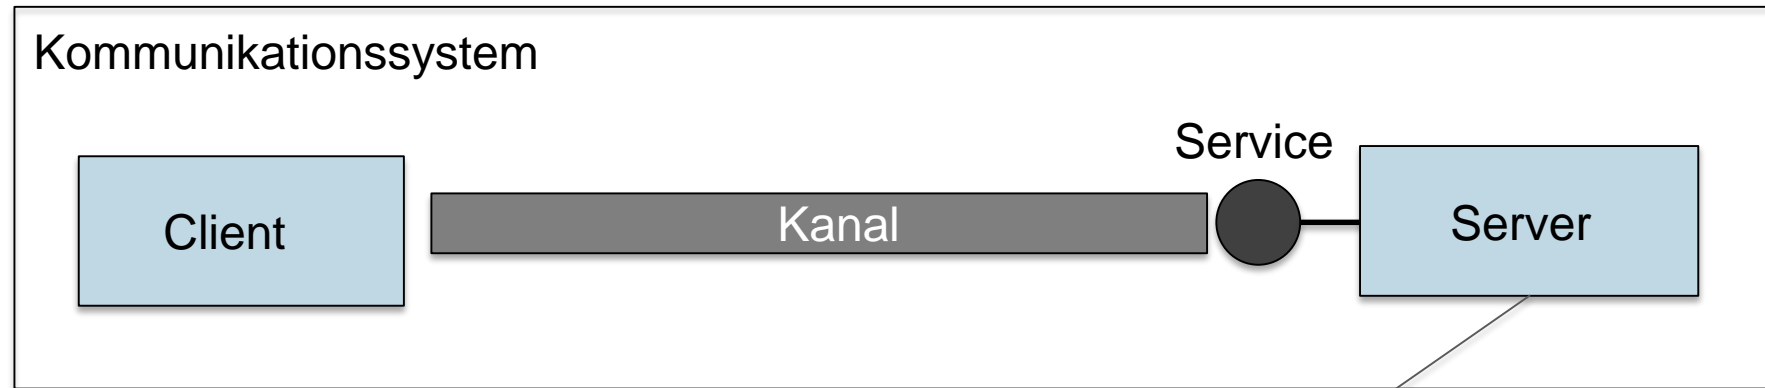 Kommunikationssystem
Service
Client
Kanal
Server